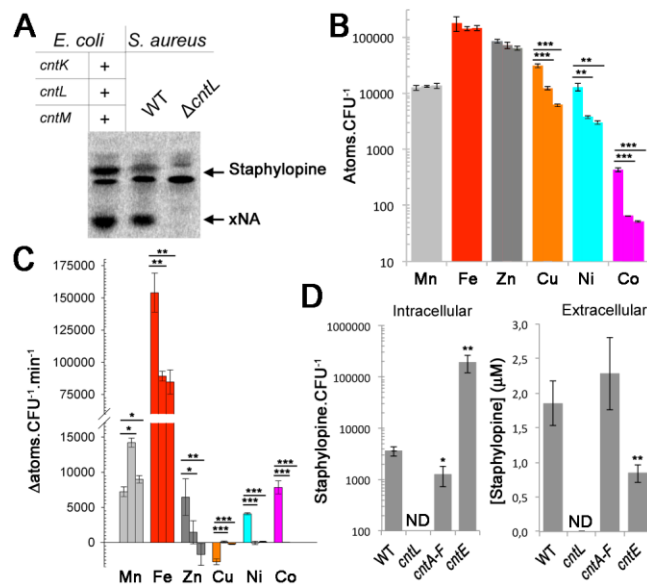 A
E. coli S. aureus
cntK +
cntL +
cntM +
WT
ΔcntL
Staphylopine
xNA
B
Atoms.CFU⁻¹
100000
10000
1000
100
10
*** ***
** **
*** ***
Mn Fe Zn Cu Ni Co
C
Δatoms.CFU⁻¹.min⁻¹
175000
150000
125000
100000
75000
15000
10000
5000
0
* *
** **
** *
*** ***
*** ***
*** ***
Mn Fe Zn Cu Ni Co
D
Intracellular
Staphylopine.CFU⁻¹
1000000
100000
10000
1000
100
ND
*
**
WT cntL cntA-F cntE
Extracellular
[Staphylopine] (μM)
3,0
2,5
2,0
1,5
1,0
0,5
0,0
ND
**
WT cntL cntA-F cntE